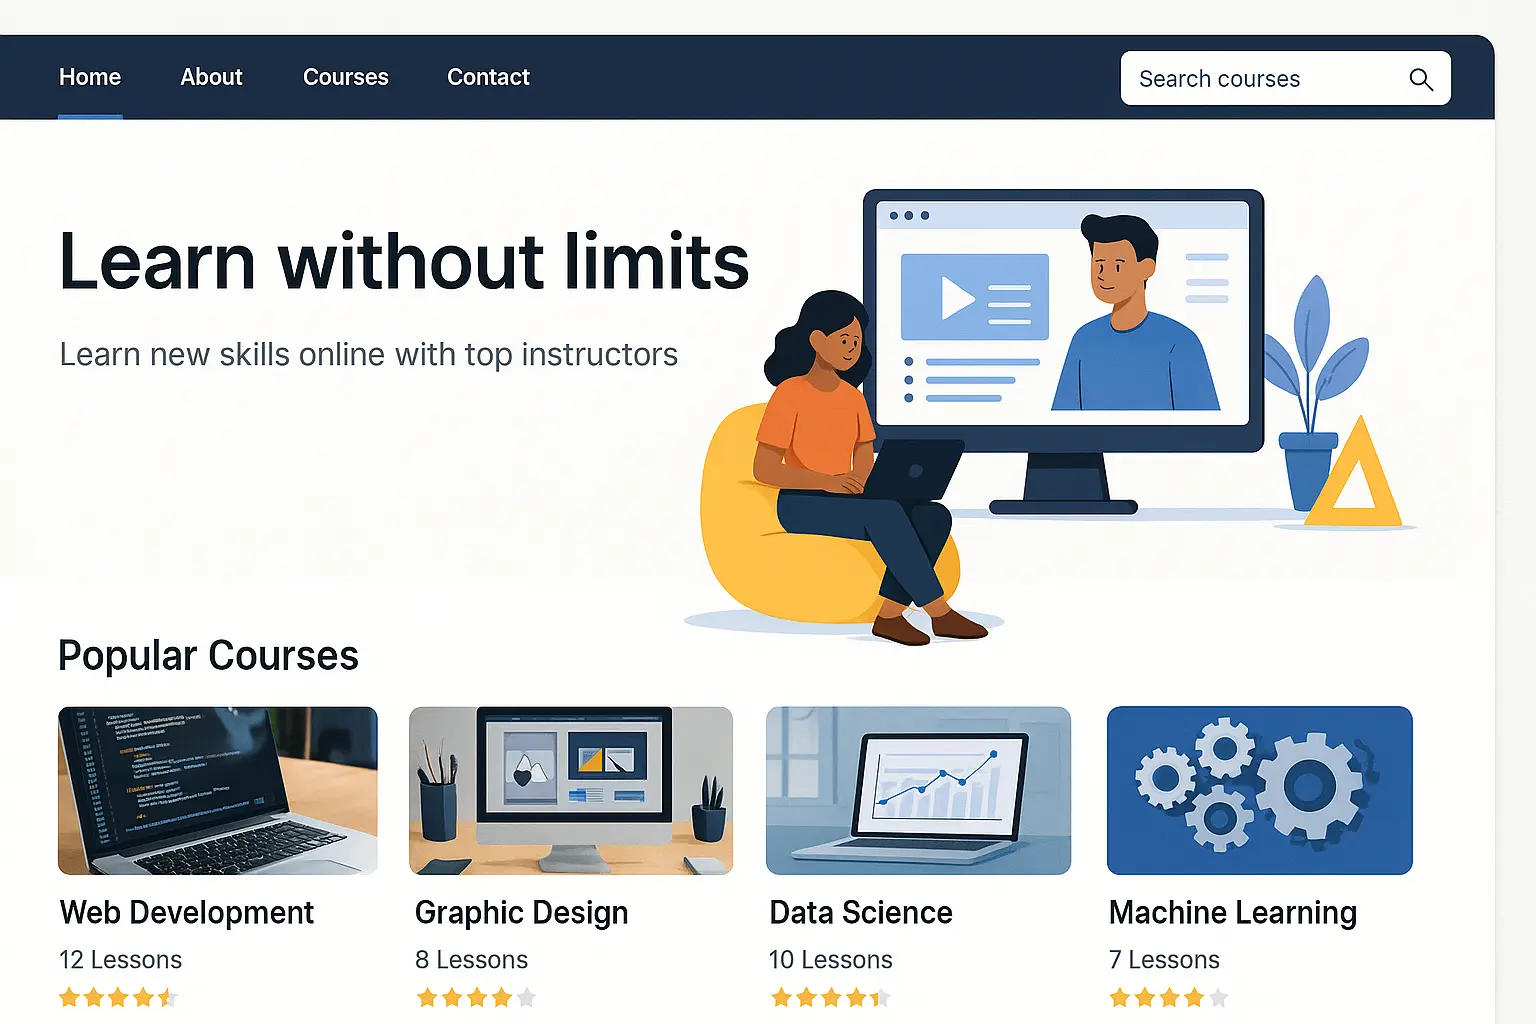 Home About Courses Contact Search courses
Learn without limits
Learn new skills online with top instructors
Popular Courses
Web Development Graphic Design Data Science Machine Learning
12 Lessons 8 Lessons 10 Lessons 7 Lessons